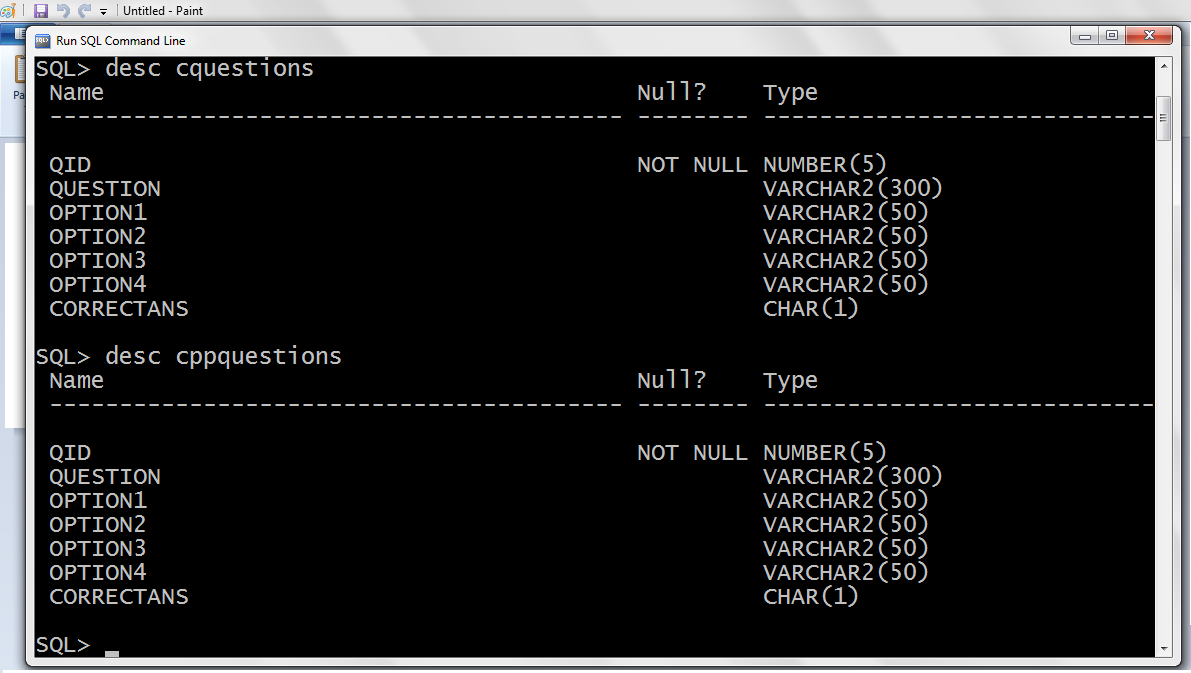 Untitled - Paint
Run SQL Command Line
SQL> desc cquestions
Name Null? Type
----------------------------------------- -------- ----------------------------
QID NOT NULL NUMBER(5)
QUESTION VARCHAR2(300)
OPTION1 VARCHAR2(50)
OPTION2 VARCHAR2(50)
OPTION3 VARCHAR2(50)
OPTION4 VARCHAR2(50)
CORRECTANS CHAR(1)
SQL> desc cppquestions
Name Null? Type
----------------------------------------- -------- ----------------------------
QID NOT NULL NUMBER(5)
QUESTION VARCHAR2(300)
OPTION1 VARCHAR2(50)
OPTION2 VARCHAR2(50)
OPTION3 VARCHAR2(50)
OPTION4 VARCHAR2(50)
CORRECTANS CHAR(1)
SQL> _